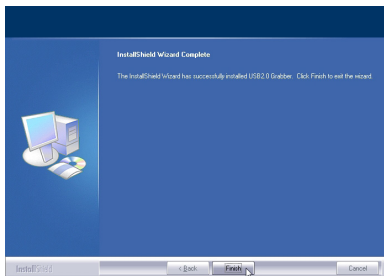 InstallShield Wizard Complete
The InstallShield Wizard has successfully installed USB2.0 Grabber. Click Finish to exit the wizard.
InstallShield
< Back
Finish
Cancel